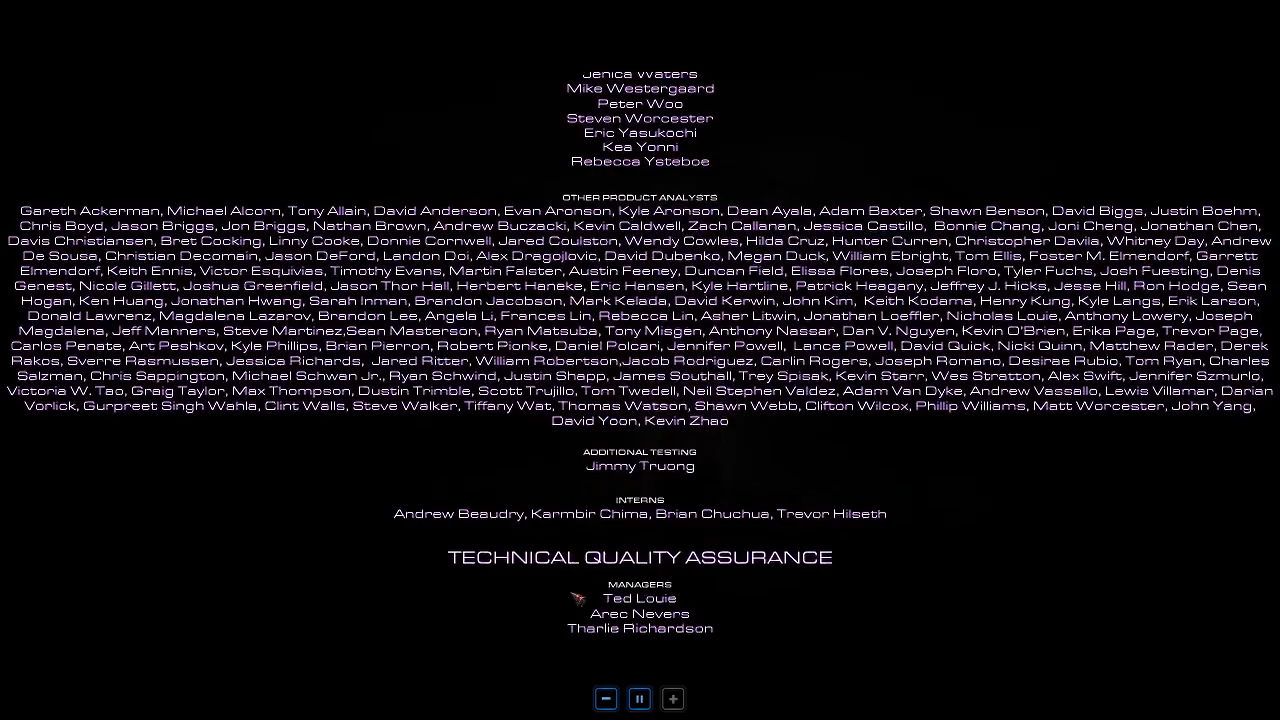 Jenica Waters
Mike Westergaard
Peter Woo
Steven Worcester
Eric Yasukochi
Kea Yonni
Rebecca Ysteboe
OTHER PRODUCT ANALYSTS
Gareth Ackerman, Michael Alcorn, Tony Allain, David Anderson, Evan Aronson, Kyle Aronson, Dean Ayala, Adam Baxter, Shawn Benson, David Biggs, Justin Boehm,
Chris Boyd, Jason Briggs, Jon Briggs, Nathan Brown, Andrew Buczacki, Kevin Caldwell, Zach Callanan, Jessica Castillo,  Bonnie Chang, Joni Cheng, Jonathan Chen,
Davis Christiansen, Bret Cocking, Linny Cooke, Donnie Cornwell, Jared Coulston, Wendy Cowles, Hilda Cruz, Hunter Curren, Christopher Davila, Whitney Day, Andrew
De Sousa, Christian Decomain, Jason DeFord, Landon Doi, Alex Dragojlovic, David Dubenko, Megan Duck, William Ebright, Tom Ellis, Foster M. Elmendorf, Garrett
Elmendorf, Keith Ennis, Victor Esquivias, Timothy Evans, Martin Falster, Austin Feeney, Duncan Field, Elissa Flores, Joseph Floro, Tyler Fuchs, Josh Fuesting, Denis
Genest, Nicole Gillett, Joshua Greenfield, Jason Thor Hall, Herbert Haneke, Eric Hansen, Kyle Hartline, Patrick Heagany, Jeffrey J. Hicks, Jesse Hill, Ron Hodge, Sean
Hogan, Ken Huang, Jonathan Hwang, Sarah Inman, Brandon Jacobson, Mark Kelada, David Kerwin, John Kim,  Keith Kodama, Henry Kung, Kyle Langs, Erik Larson,
Donald Lawrenz, Magdalena Lazarov, Brandon Lee, Angela Li, Frances Lin, Rebecca Lin, Asher Litwin, Jonathan Loeffler, Nicholas Louie, Anthony Lowery, Joseph
Magdalena, Jeff Manners, Steve Martinez,Sean Masterson, Ryan Matsuba, Tony Misgen, Anthony Nassar, Dan V. Nguyen, Kevin O'Brien, Erika Page, Trevor Page,
Carlos Penate, Art Peshkov, Kyle Phillips, Brian Pierron, Robert Pionke, Daniel Polcari, Jennifer Powell,  Lance Powell, David Quick, Nicki Quinn, Matthew Rader, Derek
Rakos, Sverre Rasmussen, Jessica Richards,  Jared Ritter, William Robertson,Jacob Rodriguez, Carlin Rogers, Joseph Romano, Desirae Rubio, Tom Ryan, Charles
Salzman, Chris Sappington, Michael Schwan Jr., Ryan Schwind, Justin Shapp, James Southall, Trey Spisak, Kevin Starr, Wes Stratton, Alex Swift, Jennifer Szmurlo,
Victoria W. Tao, Graig Taylor, Max Thompson, Dustin Trimble, Scott Trujillo, Tom Twedell, Neil Stephen Valdez, Adam Van Dyke, Andrew Vassallo, Lewis Villamar, Darian
Vorlick, Gurpreet Singh Wahla, Clint Walls, Steve Walker, Tiffany Wat, Thomas Watson, Shawn Webb, Clifton Wilcox, Phillip Williams, Matt Worcester, John Yang,
David Yoon, Kevin Zhao
ADDITIONAL TESTING
Jimmy Truong
INTERNS
Andrew Beaudry, Karmbir Chima, Brian Chuchua, Trevor Hilseth
TECHNICAL QUALITY ASSURANCE
MANAGERS
Ted Louie
Arec Nevers
Tharlie Richardson